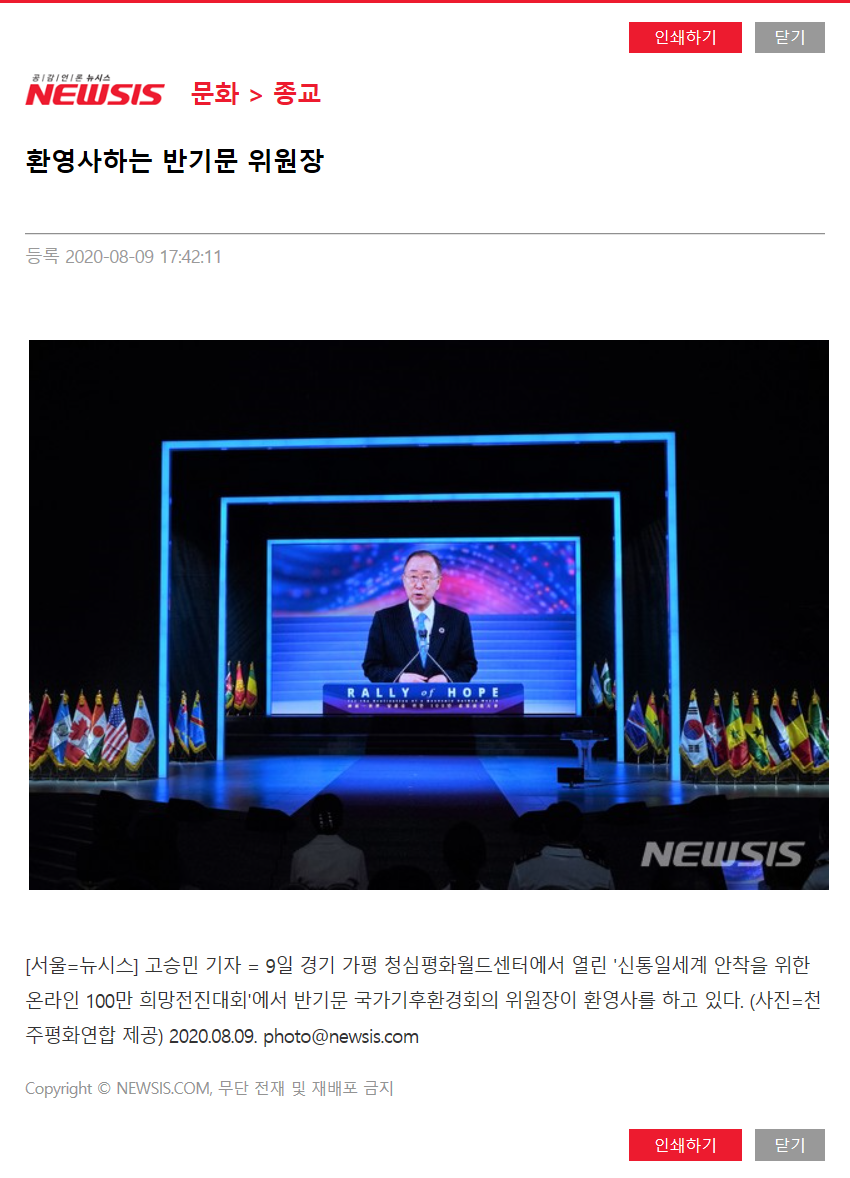 인쇄하기 닫기
공|감|언|론 뉴시스
NEWSIS 문화 > 종교
환영사하는 반기문 위원장
등록 2020-08-09 17:42:11
RALLY of HOPE
NEWSIS
[서울=뉴시스] 고승민 기자 = 9일 경기 가평 청심평화월드센터에서 열린 '신통일세계 안착을 위한
온라인 100만 희망전진대회'에서 반기문 국가기후환경회의 위원장이 환영사를 하고 있다. (사진=천
주평화연합 제공) 2020.08.09. photo@newsis.com
Copyright © NEWSIS.COM, 무단 전재 및 재배포 금지
인쇄하기 닫기